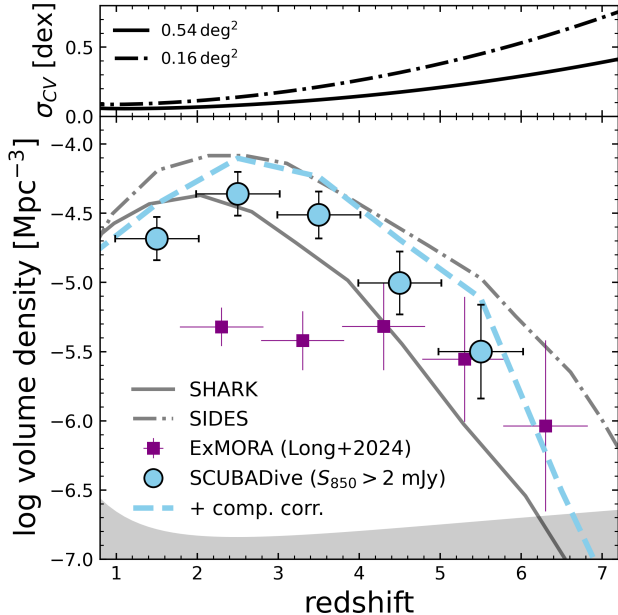 0.8
0.0
σ_CV [dex]
0.54 deg²
0.16 deg²
−4.0
−4.5
−5.0
−5.5
−6.0
−6.5
−7.0
log volume density [Mpc⁻³]
SHARK
SIDES
ExMORA (Long+2024)
SCUBADive (S₈₅₀ > 2 mJy)
+ comp. corr.
1 2 3 4 5 6 7
redshift